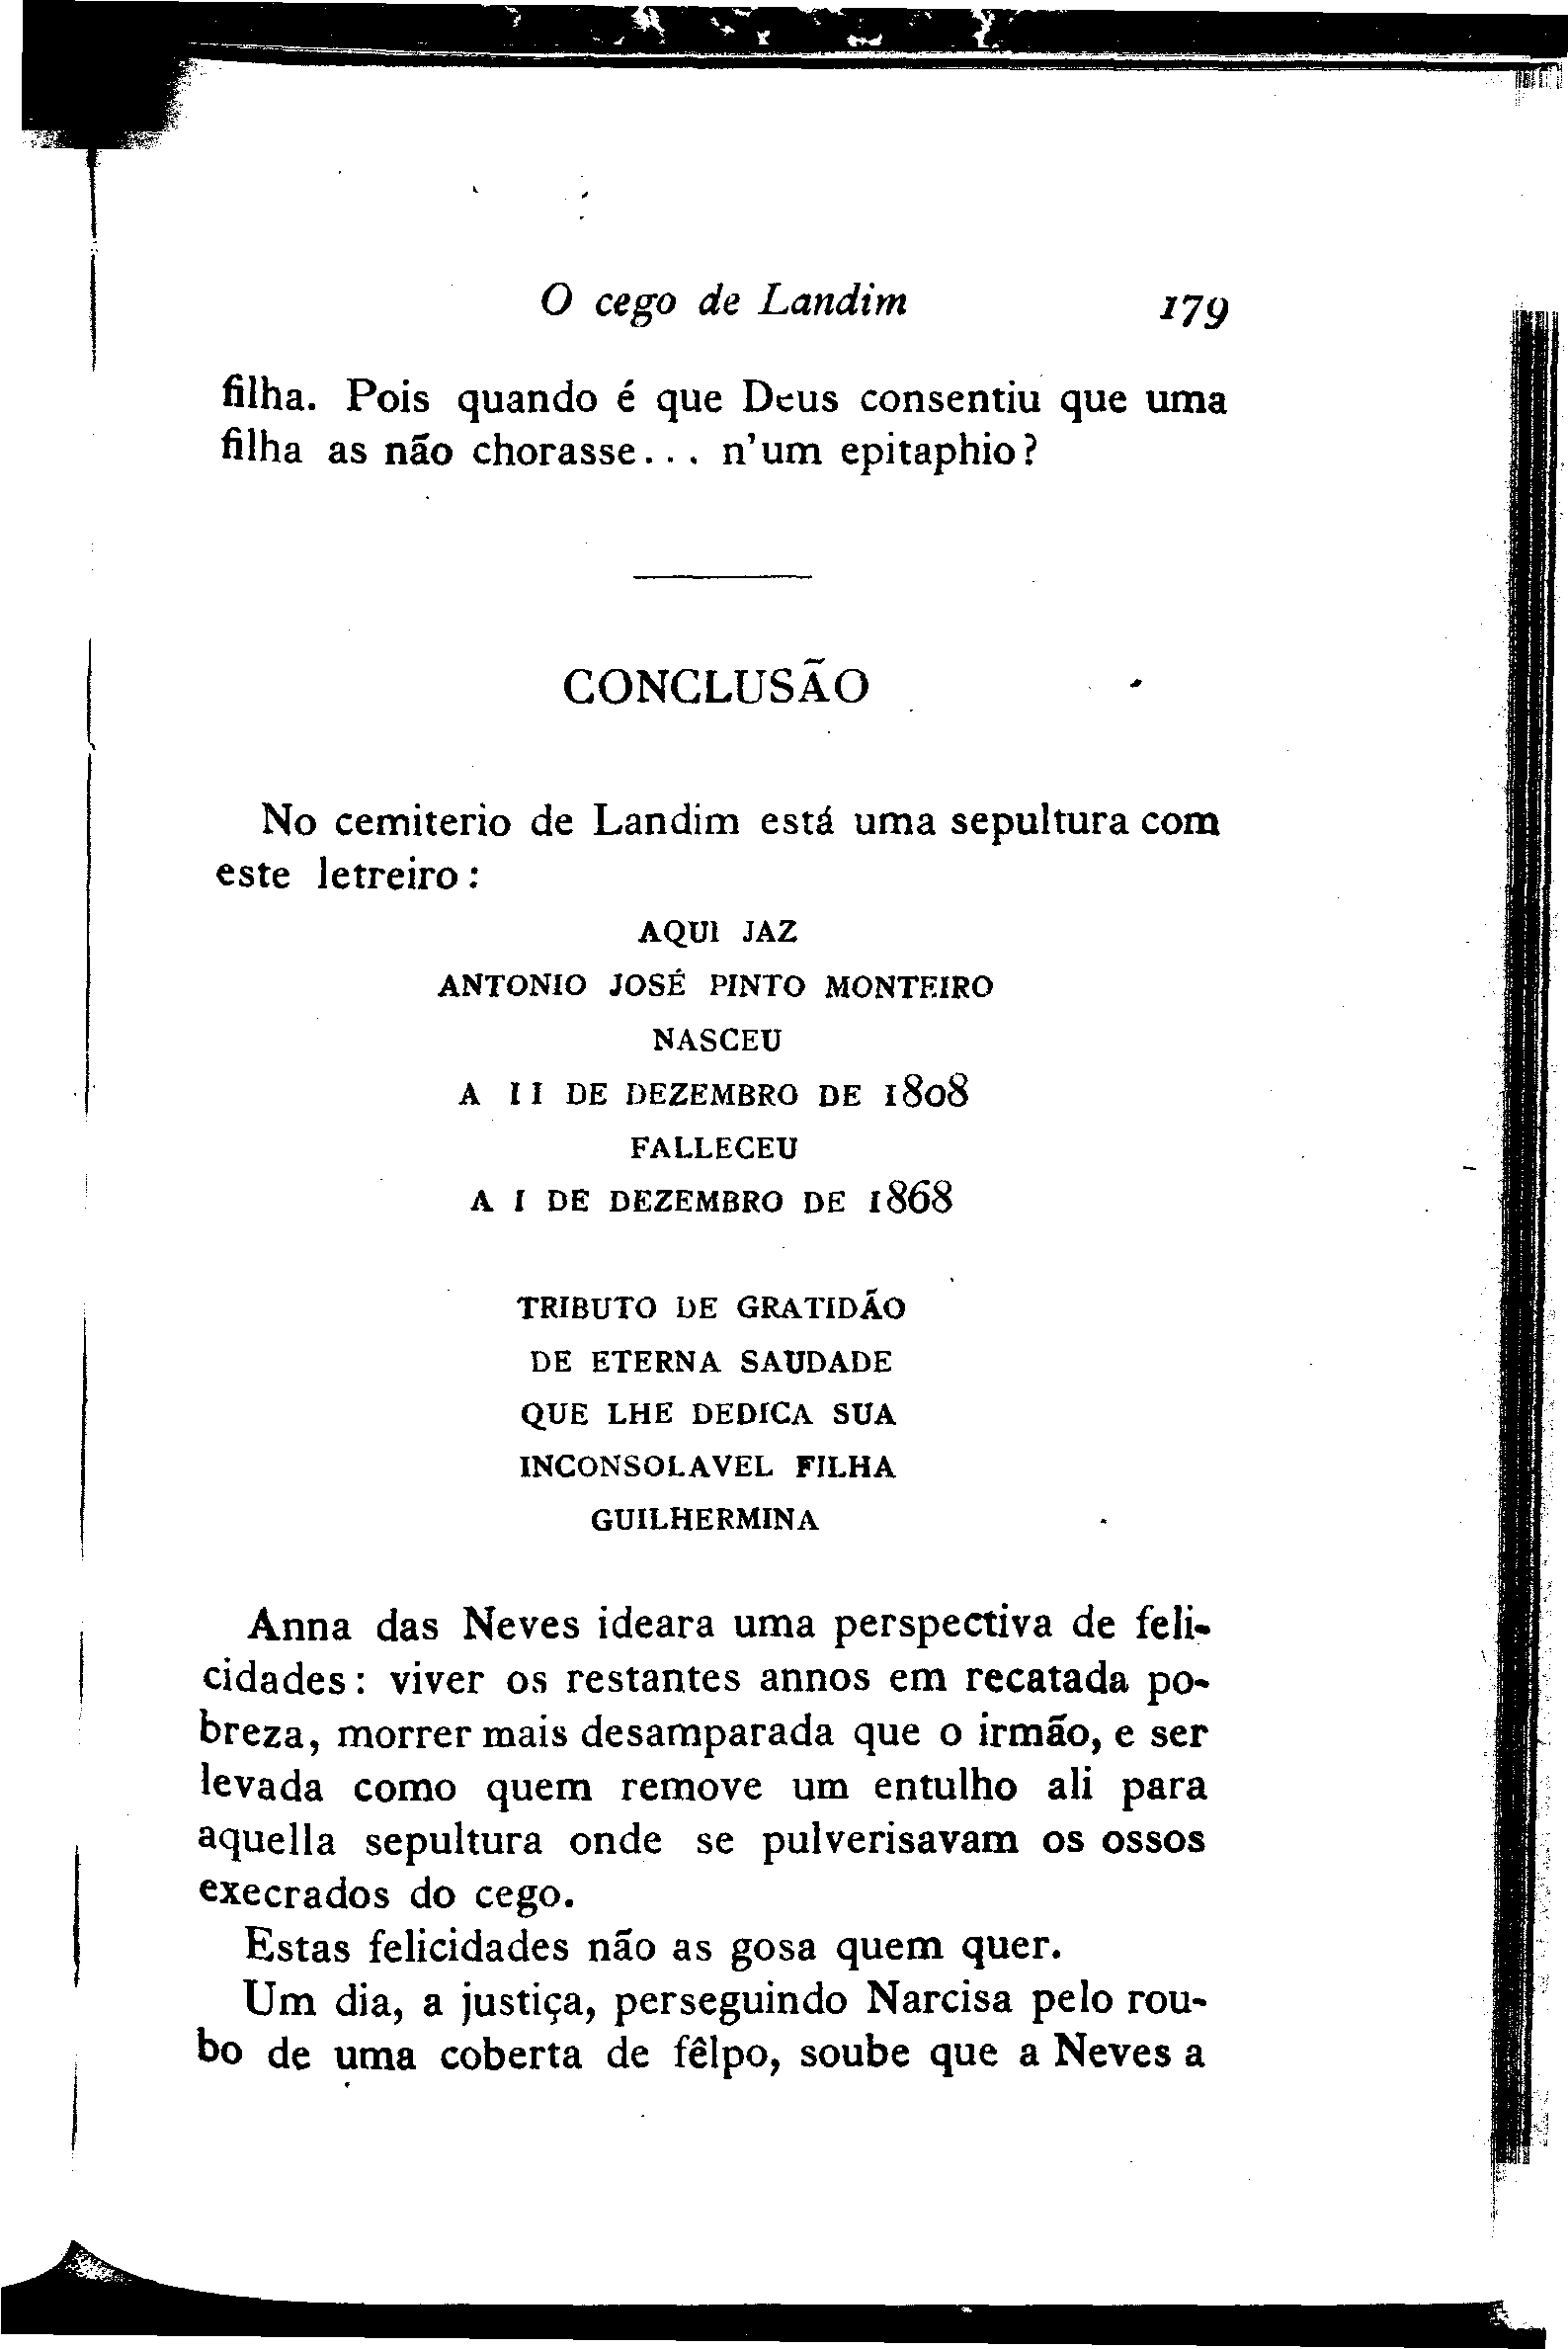 O cego de Landim 179
filha. Pois quando é que Deus consentiu que uma
filha as não chorasse... n'um epitaphio?
CONCLUSÃO
No cemiterio de Landim está uma sepultura com
este letreiro:
AQUI JAZ
ANTONIO JOSÉ PINTO MONTEIRO
NASCEU
A 11 DE DEZEMBRO DE 1808
FALLECEU
A 1 DE DEZEMBRO DE 1868
TRIBUTO DE GRATIDÃO
DE ETERNA SAUDADE
QUE LHE DEDICA SUA
INCONSOLAVEL FILHA
GUILHERMINA
Anna das Neves ideara uma perspectiva de feli-
cidades: viver os restantes annos em recatada po-
breza, morrer mais desamparada que o irmão, e ser
levada como quem remove um entulho ali para
aquella sepultura onde se pulverisavam os ossos
execrados do cego.
Estas felicidades não as gosa quem quer.
Um dia, a justiça, perseguindo Narcisa pelo rou-
bo de uma coberta de fêlpo, soube que a Neves a